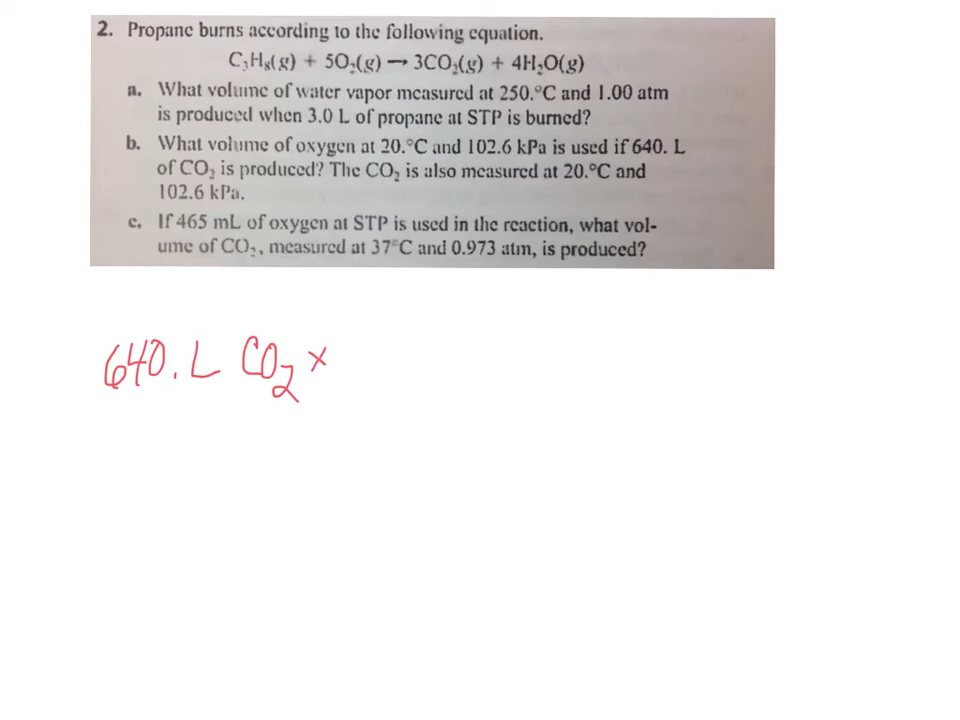 2. Propane burns according to the following equation.
C₃H₈(g) + 5O₂(g) → 3CO₂(g) + 4H₂O(g)
a. What volume of water vapor measured at 250.°C and 1.00 atm
is produced when 3.0 L of propane at STP is burned?
b. What volume of oxygen at 20.°C and 102.6 kPa is used if 640. L
of CO₂ is produced? The CO₂ is also measured at 20.°C and
102.6 kPa.
c. If 465 mL of oxygen at STP is used in the reaction, what vol-
ume of CO₂, measured at 37°C and 0.973 atm, is produced?
640. L CO₂ ×